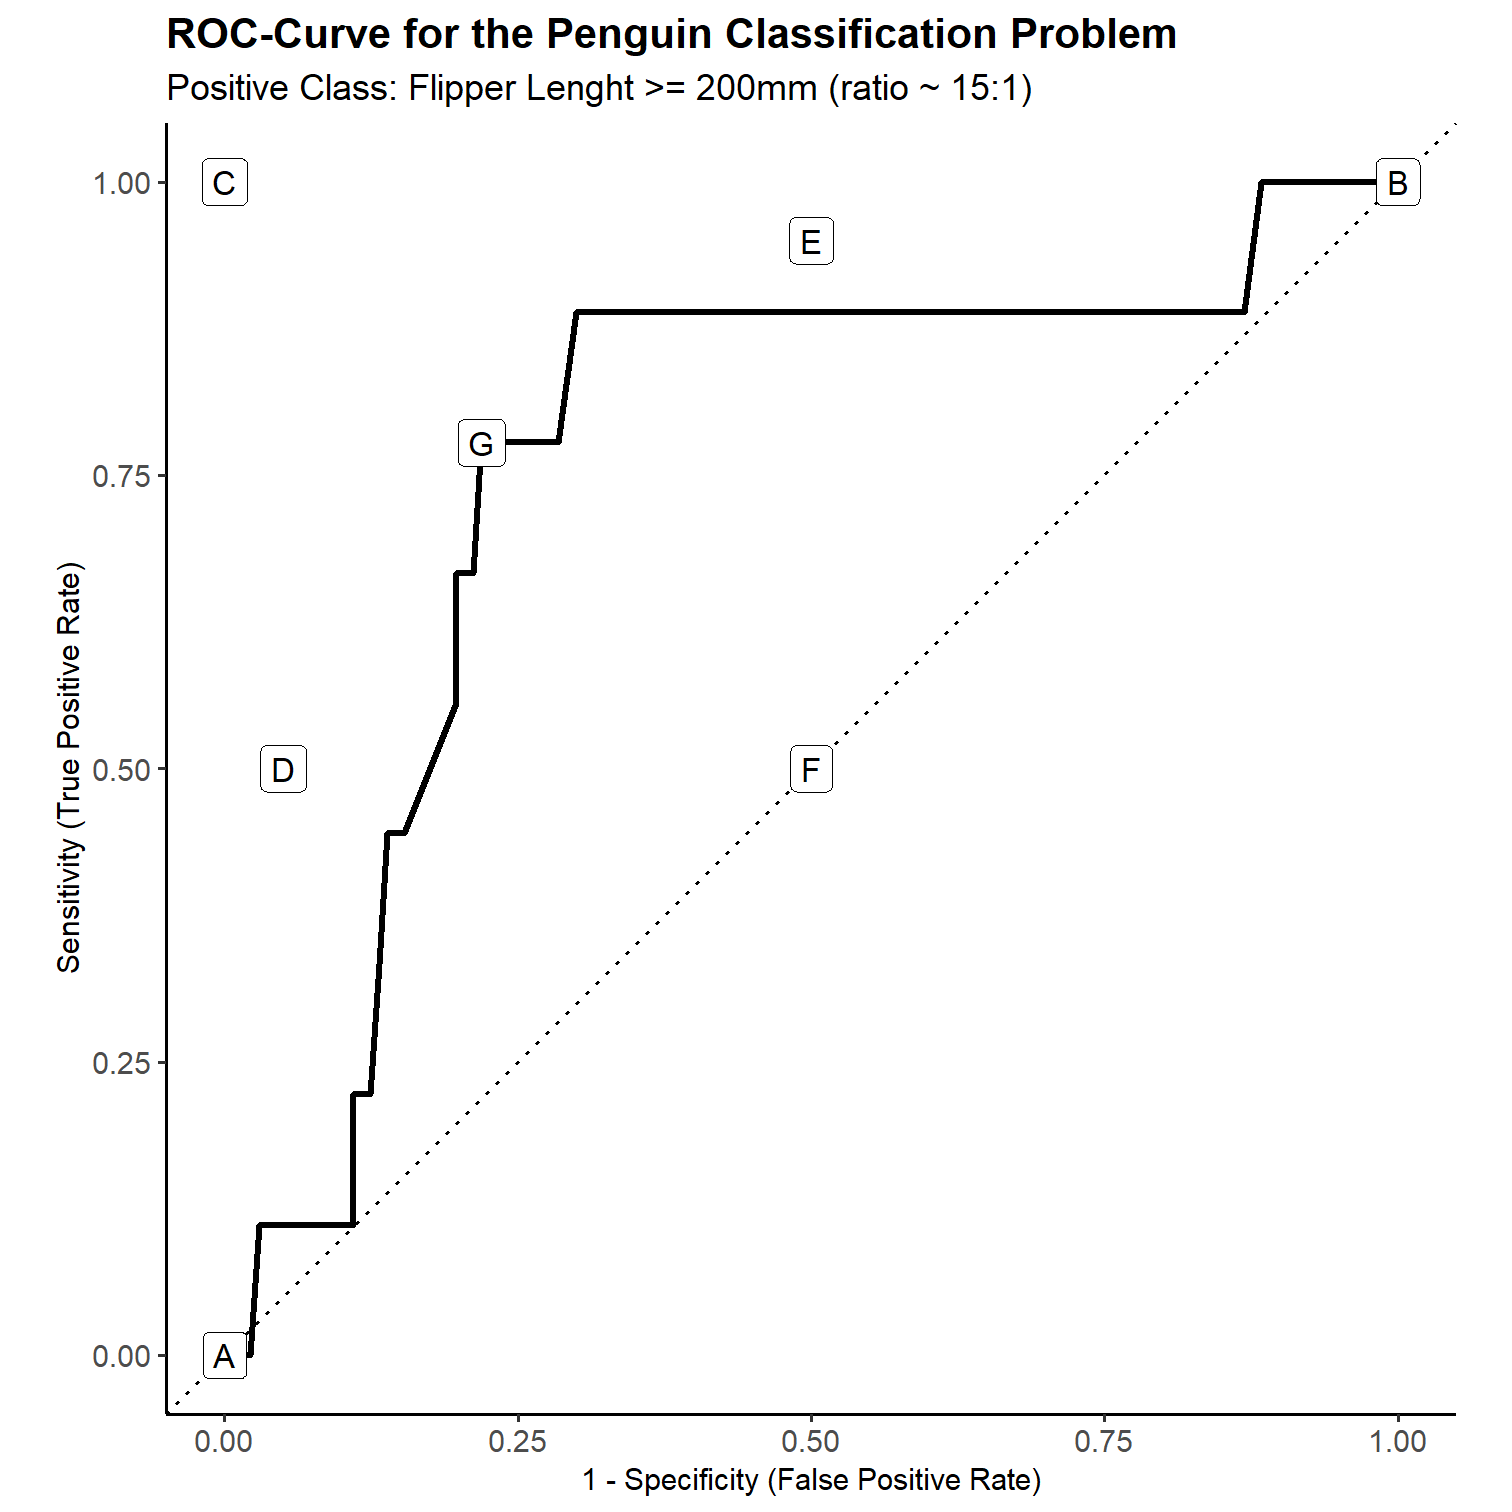 ROC-Curve for the Penguin Classification Problem
Positive Class: Flipper Lenght >= 200mm (ratio ~ 15:1)
C
B
E
G
D
F
A
1.00
0.75
0.50
0.25
0.00
Sensitivity (True Positive Rate)
0.00 0.25 0.50 0.75 1.00
1 - Specificity (False Positive Rate)